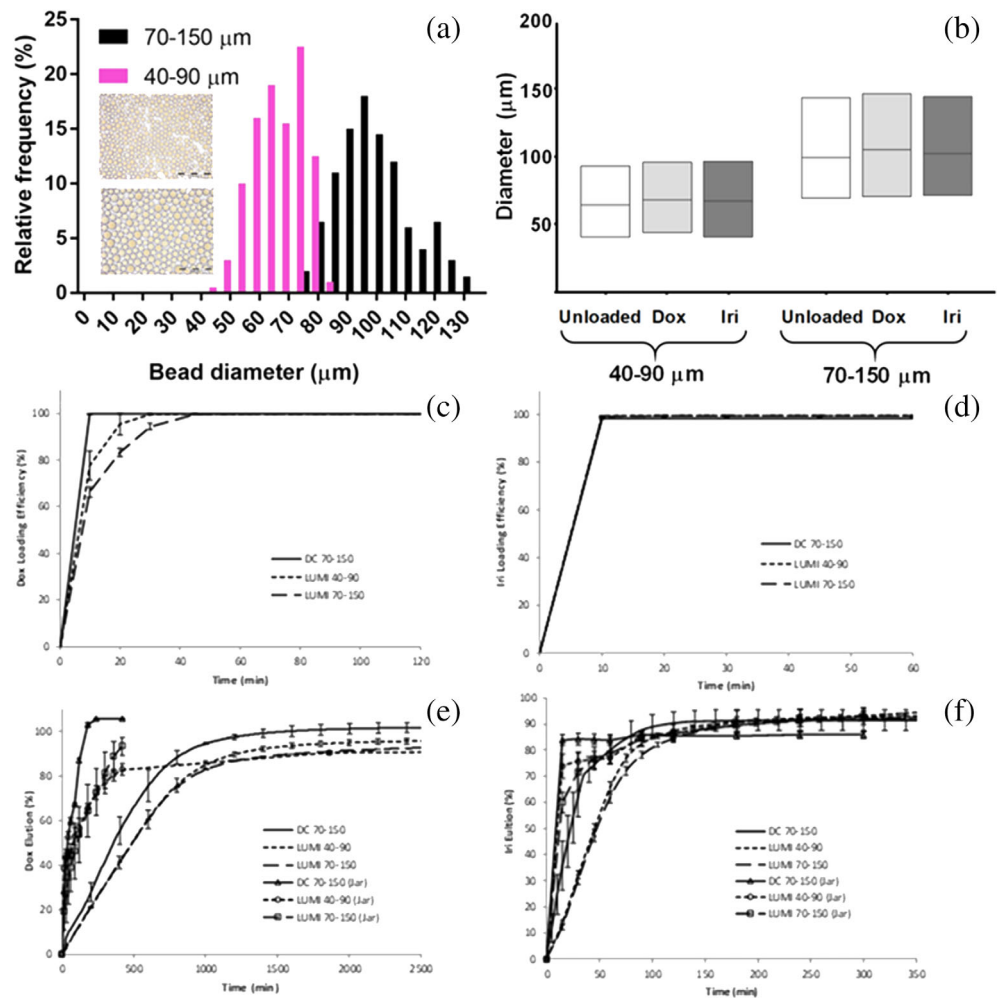 (a)
70-150 μm
40-90 μm
Relative frequency (%)
25
20
15
10
5
0
0 10 20 30 40 50 60 70 80 90 100 110 120 130
Bead diameter (μm)
(b)
Diameter (μm)
200
150
100
50
0
Unloaded Dox Iri Unloaded Dox Iri
40-90 μm 70-150 μm
(c)
Dox Loading Efficiency (%)
100
80
60
40
20
0
DC 70-150
LUMI 40-90
LUMI 70-150
0 20 40 60 80 100 120
Time (min)
(d)
Iri Loading Efficiency (%)
100
80
60
40
20
0
DC 70-150
LUMI 40-90
LUMI 70-150
0 10 20 30 40 50 60
Time (min)
(e)
Dox Elution (%)
100
80
60
40
20
0
DC 70-150
LUMI 40-90
LUMI 70-150
DC 70-150 (Jar)
LUMI 40-90 (Jar)
LUMI 70-150 (Jar)
0 500 1000 1500 2000 2500
Time (min)
(f)
Iri Eultion (%)
100
90
80
70
60
50
40
30
20
10
0
DC 70-150
LUMI 40-90
LUMI 70-150
DC 70-150 (Jar)
LUMI 40-90 (Jar)
LUMI 70-150 (Jar)
0 50 100 150 200 250 300 350
Time (min)